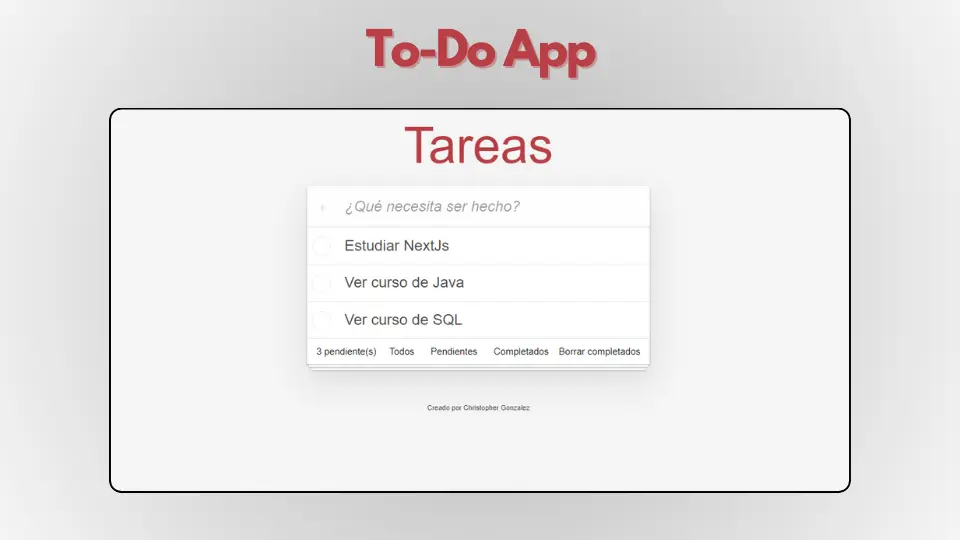 To-Do App
Tareas
¿Qué necesita ser hecho?
Estudiar NextJs
Ver curso de Java
Ver curso de SQL
3 pendiente(s) Todos Pendientes Completados Borrar completados
Creado por Christopher Gonzalez